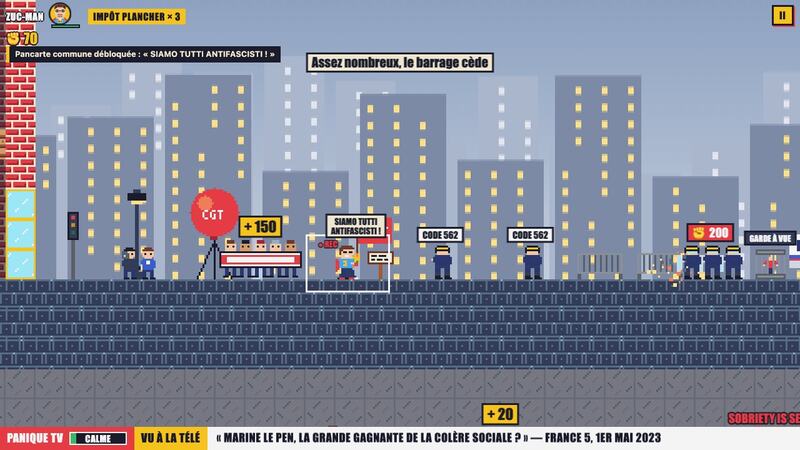 ZUC-MAN
IMPÔT PLANCHER × 3
70
Pancarte commune débloquée : « SIAMO TUTTI ANTIFASCISTI ! »
Assez nombreux, le barrage cède
CGT
+ 150
SIAMO TUTTI
ANTIFASCISTI !
REC
CODE 562
CODE 562
200
GARDE À VUE
+ 20
SOBRIETY IS SE
PANIQUE TV
CALME
VU À LA TÉLÉ
« MARINE LE PEN, LA GRANDE GAGNANTE DE LA COLÈRE SOCIALE ? » — FRANCE 5, 1ER MAI 2023